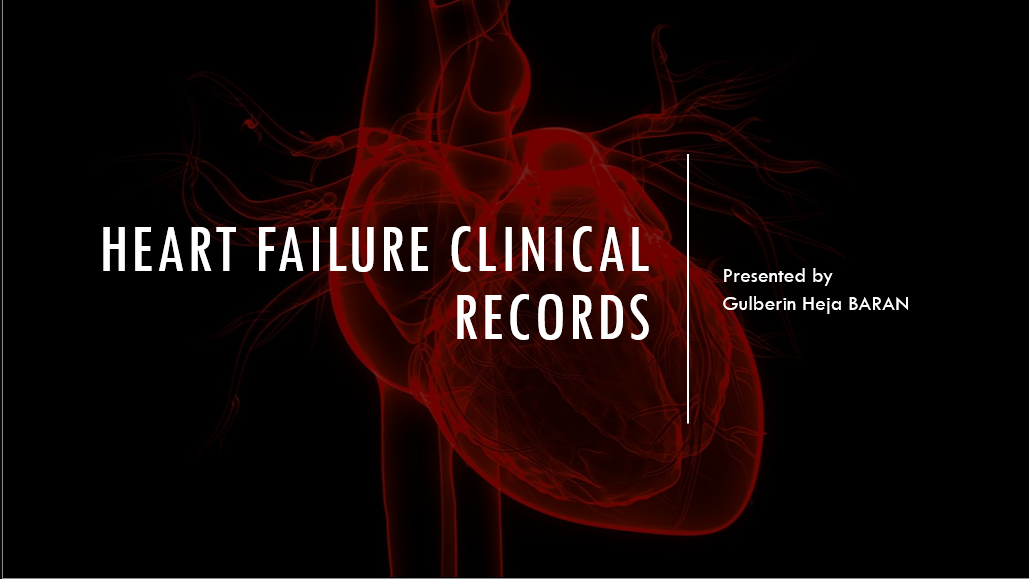 HEART FAILURE CLINICAL
RECORDS
Presented by
Gulberin Heja BARAN